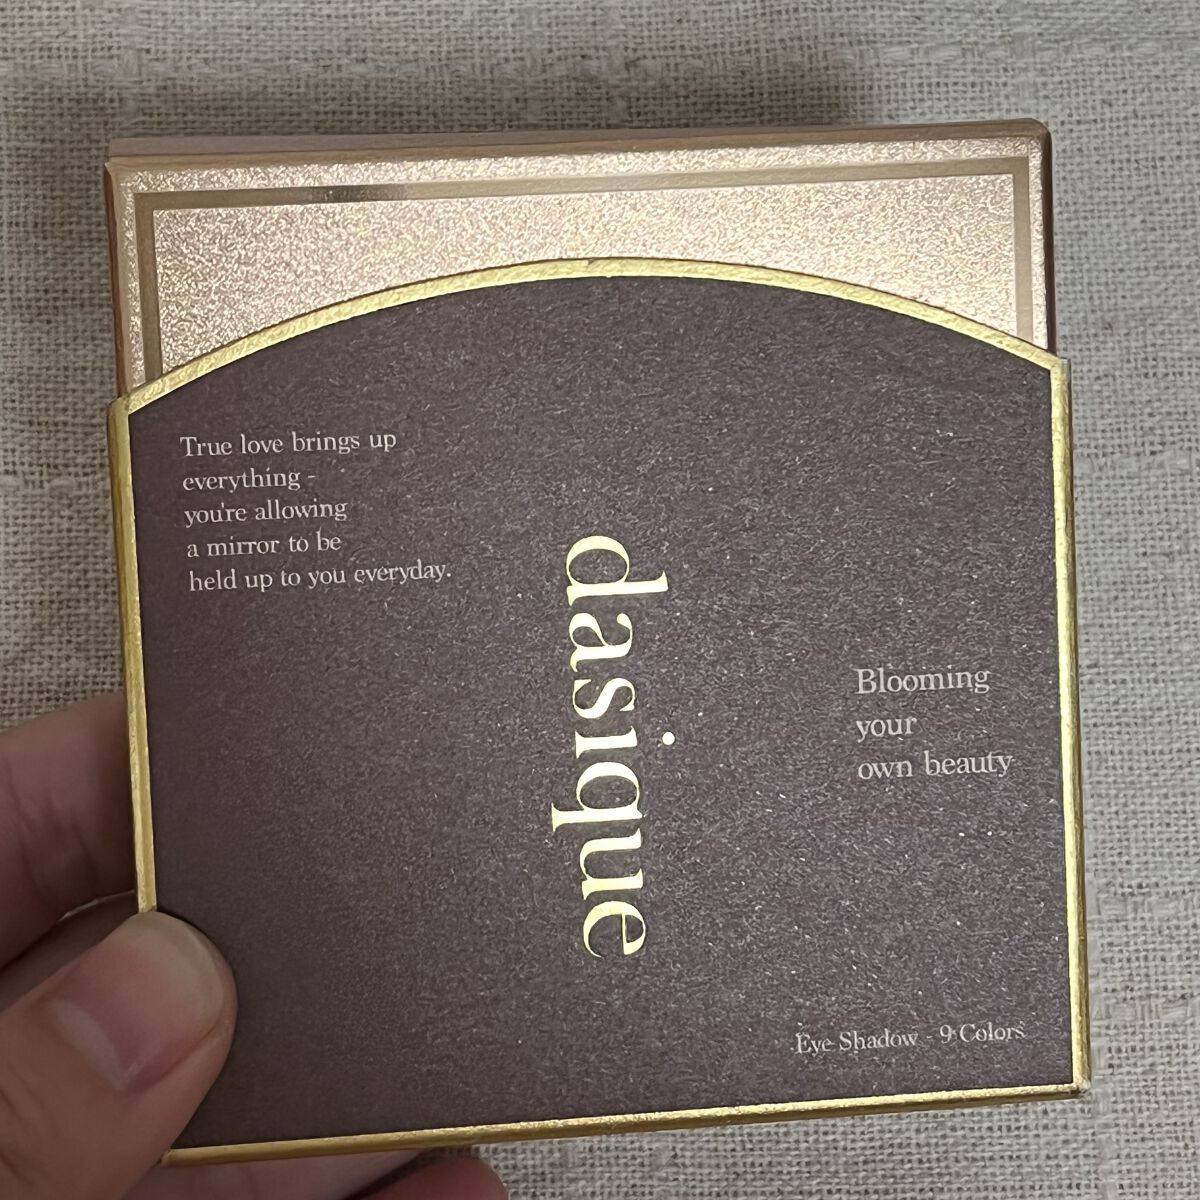 True love brings up
everything -
you're allowing
a mirror to be
held up to you everyday.
dasique
Blooming
your
own beauty
Eye Shadow - 9 Colors